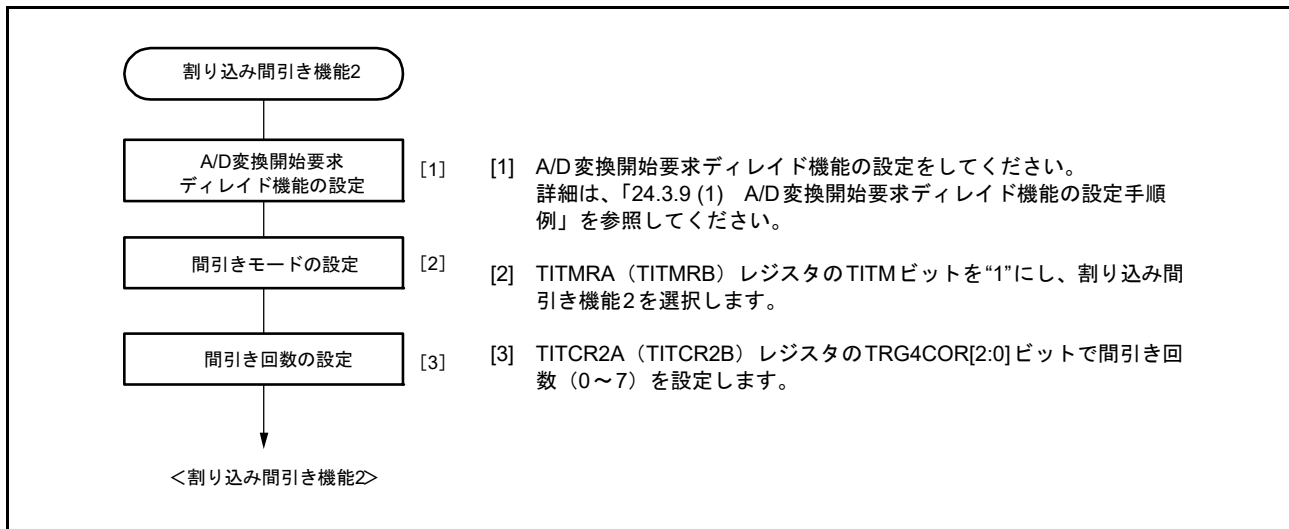 割り込み間引き機能2
A/D変換開始要求
ディレイド機能の設定
[1]
間引きモードの設定
[2]
間引き回数の設定
[3]
＜割り込み間引き機能2＞
[1] A/D変換開始要求ディレイド機能の設定をしてください。
詳細は、「24.3.9 (1) A/D変換開始要求ディレイド機能の設定手順
例」を参照してください。
[2] TITMRA（TITMRB）レジスタのTITMビットを“1”にし、割り込み間
引き機能2を選択します。
[3] TITCR2A（TITCR2B）レジスタのTRG4COR[2:0]ビットで間引き回
数（0～7）を設定します。